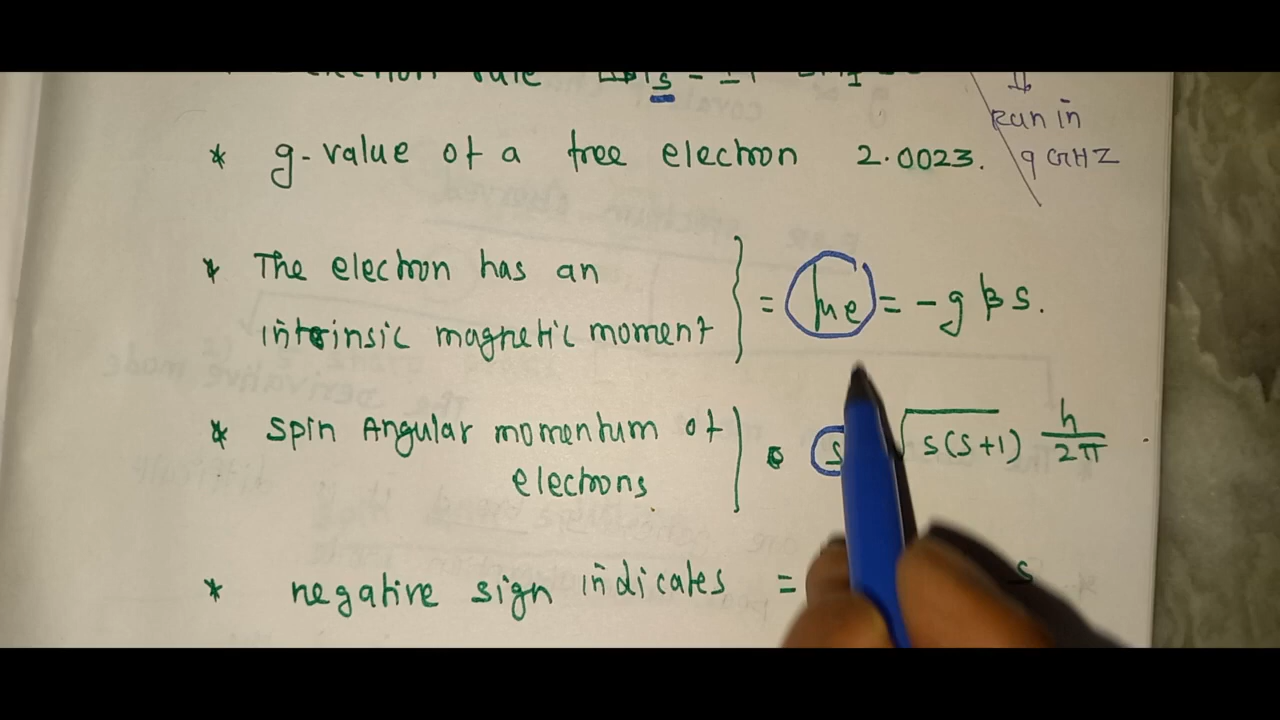 * g-value of a free electron 2.0023.
Run in
9 GHZ
* The electron has an
intrinsic magnetic moment } = μe = -gβS.
* Spin Angular momentum of
electrons
s √s(s+1) h/2π
* negative sign indicates =
s